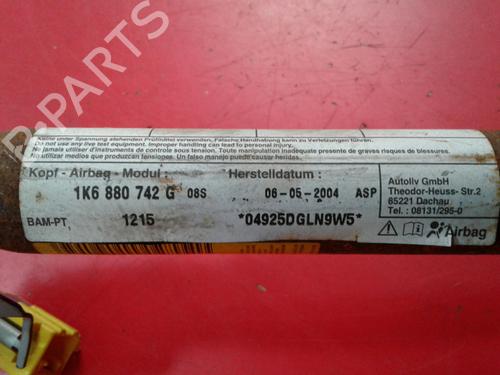 Keine unter Spannung stehenden Prüfmittel verwenden. Falsche Handhabung kann zu Verletzungen führen.
Do not use any live test equipment. Improper handling can lead to personal injury.
Ne jamais utiliser d'instruments de controle sous tension. Toute manipulation inadequate present de graves risques de blessures.
No utilizar medios que produzcan tensiones. Un falso manejo puede causar heridas.
Kopf - Airbag - Modul : Herstelldatum :
1K6 880 742 G 08S 06-05-2004 ASP
BAM-PT 1215 *04925DGLN9W5*
Autoliv GmbH
Theodor-Heuss- Str.2
85221 Dachau
Tel. : 08131/295-0
Airbag
B-PARTS